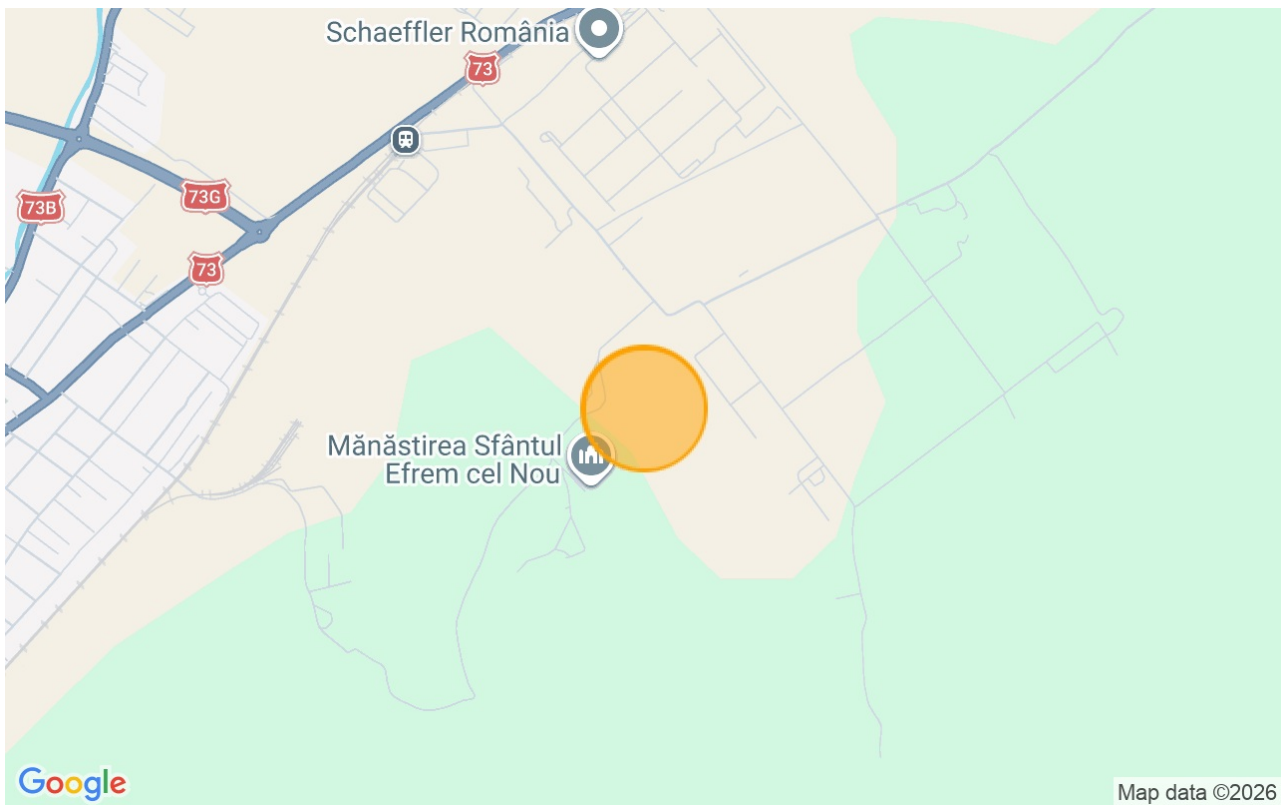 Schaeffler România
73
73G
73B
73
Mănăstirea Sfântul
Efrem cel Nou
Google
Map data ©2026